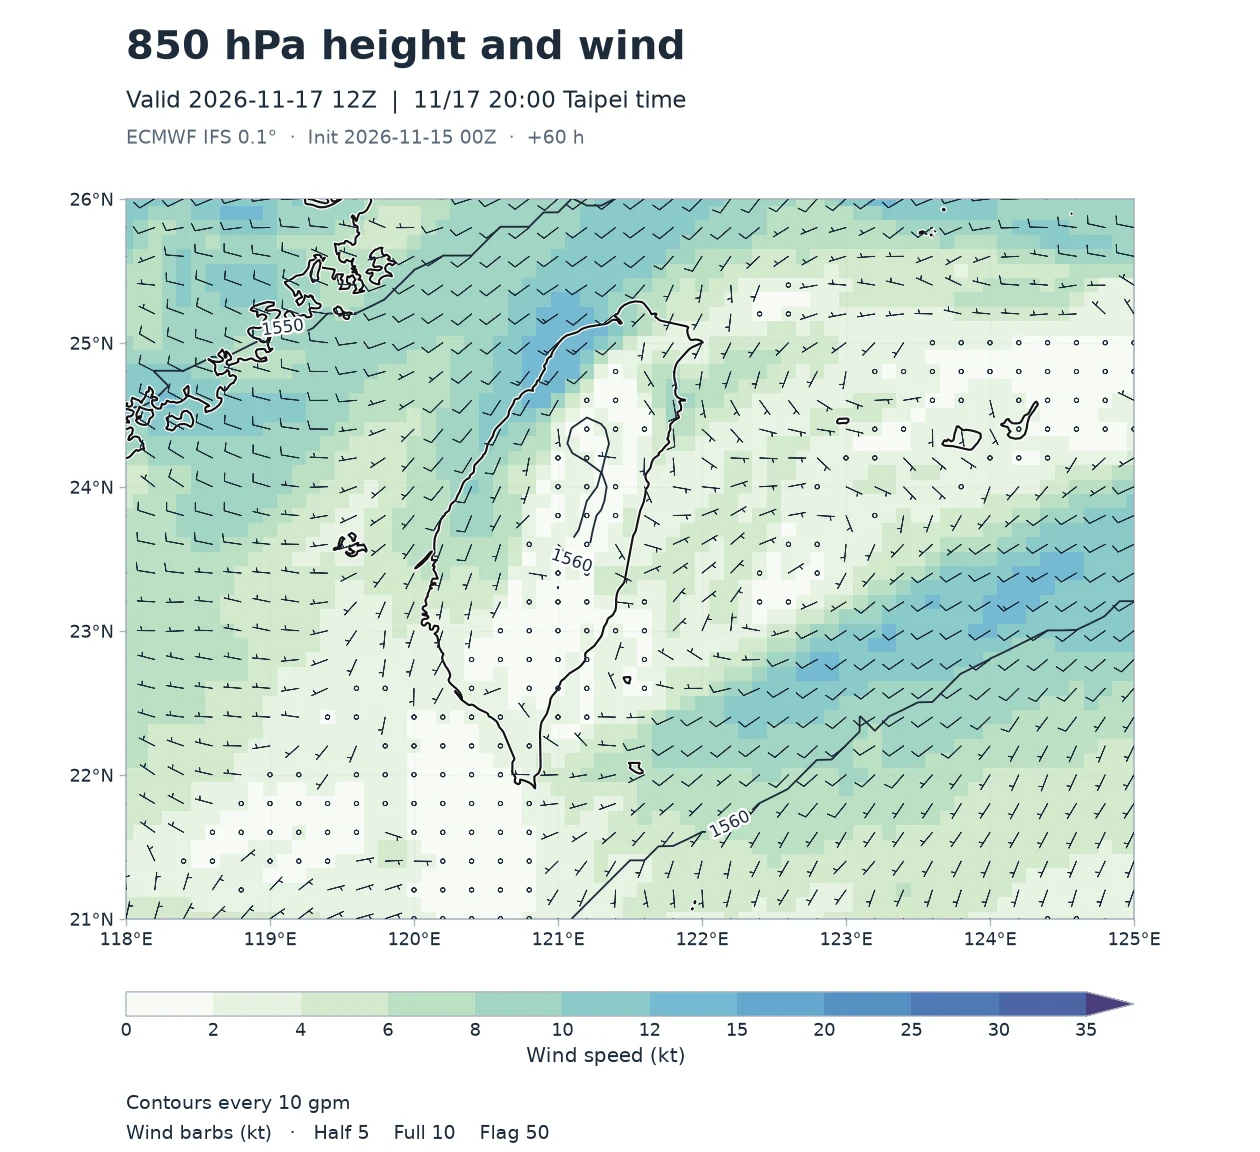 850 hPa height and wind
Valid 2026-11-17 12Z | 11/17 20:00 Taipei time
ECMWF IFS 0.1° · Init 2026-11-15 00Z · +60 h
26°N
25°N
24°N
23°N
22°N
21°N
1550
1560
1560
118°E 119°E 120°E 121°E 122°E 123°E 124°E 125°E
0 2 4 6 8 10 12 15 20 25 30 35
Wind speed (kt)
Contours every 10 gpm
Wind barbs (kt) · Half 5 Full 10 Flag 50